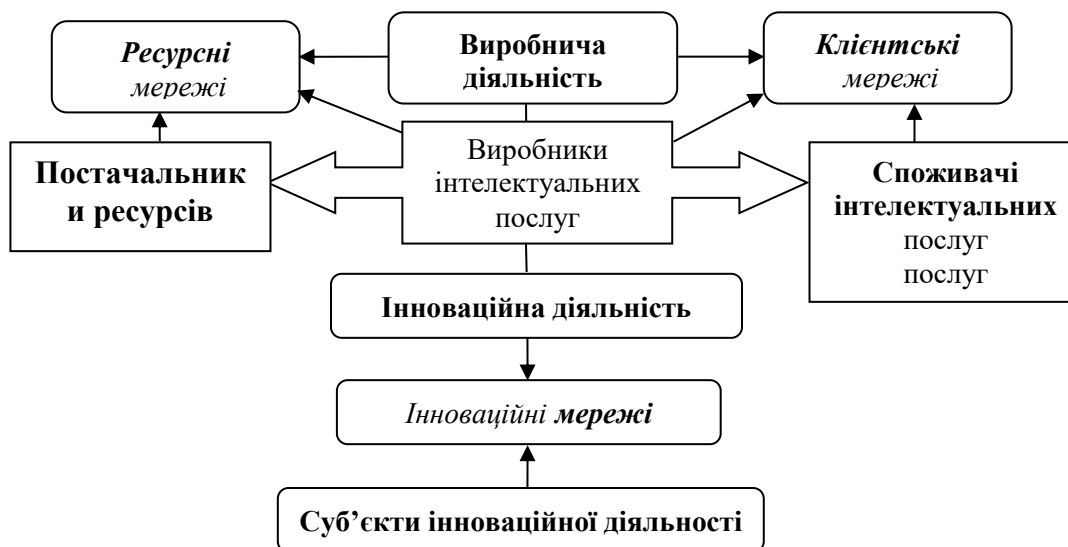 Ресурсні
мережі
Виробнича
діяльність
Клієнтські
мережі
Постачальник
и ресурсів
Виробники
інтелектуальних
послуг
Споживачі
інтелектуальних
послуг
послуг
Інноваційна діяльність
Інноваційні мережі
Суб’єкти інноваційної діяльності